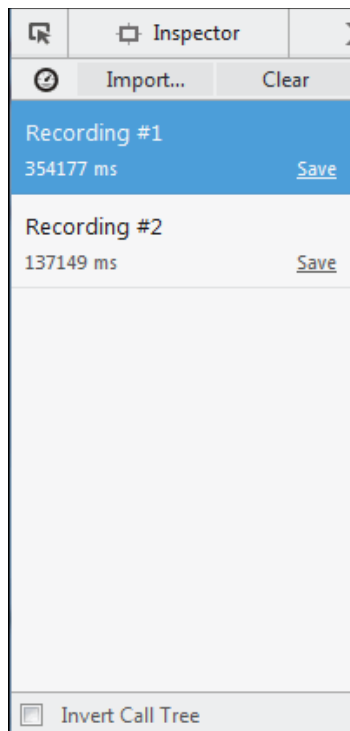 Inspector
Import... Clear
Recording #1
354177 ms Save
Recording #2
137149 ms Save
Invert Call Tree